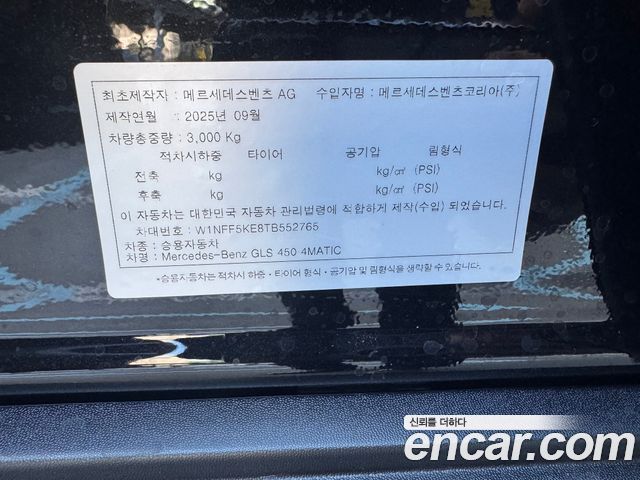 최초제작자 : 메르세데스벤츠 AG 수입자명 : 메르세데스벤츠코리아(주)
제작연월 : 2025년 09월
차량총중량 : 3,000 Kg
적차시하중 타이어 공기압 림형식
전축 kg kg/㎠ (PSI)
후축 kg kg/㎠ (PSI)
이 자동차는 대한민국 자동차 관리법령에 적합하게 제작(수입) 되었습니다.
차대번호 : W1NFF5KE8TB552765
차종 : 승용자동차
차명 : Mercedes-Benz GLS 450 4MATIC
*승용자동차는 적차시 하중 · 타이어 형식 · 공기압 및 림형식을 생략할 수 있습니다.
신뢰를 더하다
encar.com